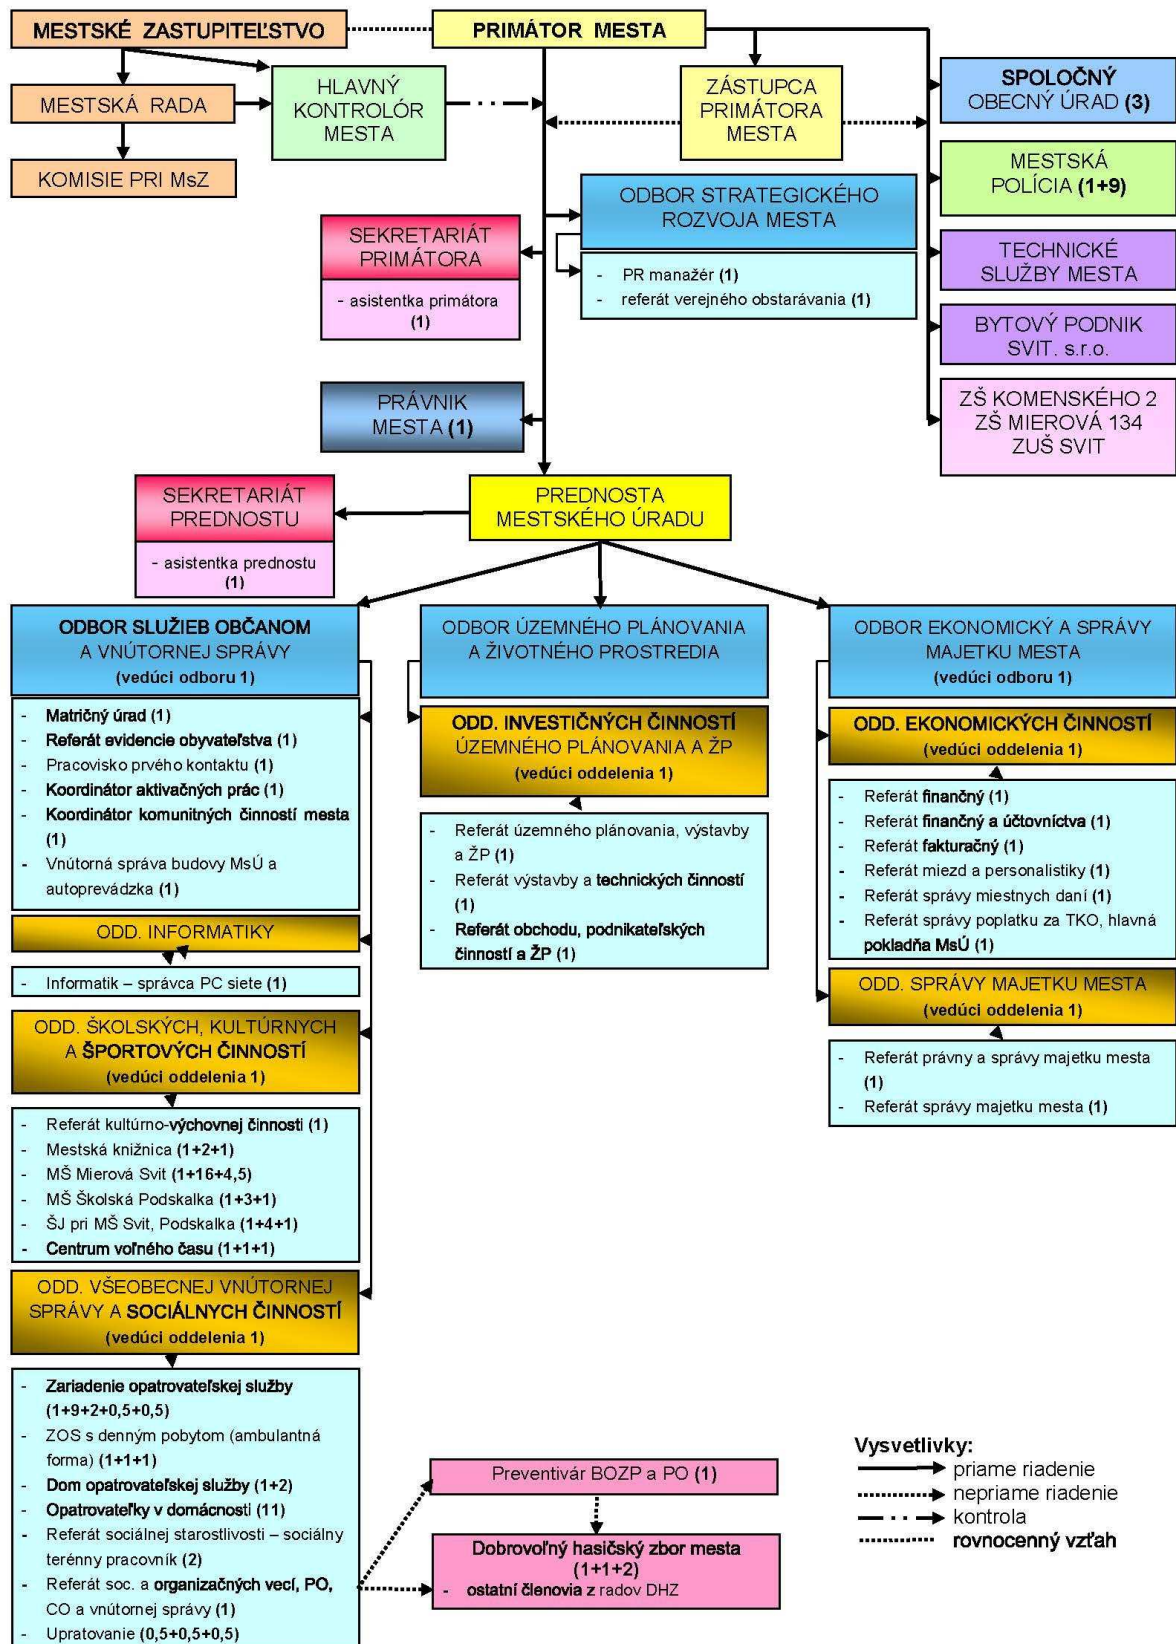 MESTSKÉ ZASTUPITEĽSTVO
PRIMÁTOR MESTA
MESTSKÁ RADA
KOMISIE PRI MsZ
HLAVNÝ
KONTROLÓR
MESTA
ZÁSTUPCA
PRIMÁTORA
MESTA
SPOLOČNÝ
OBECNÝ ÚRAD (3)
MESTSKÁ
POLÍCIA (1+9)
TECHNICKÉ
SLUŽBY MESTA
BYTOVÝ PODNIK
SVIT. s.r.o.
ZŠ KOMENSKÉHO 2
ZŠ MIEROVÁ 134
ZUŠ SVIT
ODBOR STRATEGICKÉHO
ROZVOJA MESTA
- PR manažér (1)
- referát verejného obstarávania (1)
SEKRETARIÁT
PRIMÁTORA
- asistentka primátora
(1)
PRÁVNIK
MESTA (1)
PREDNOSTA
MESTSKÉHO ÚRADU
SEKRETARIÁT
PREDNOSTU
- asistentka prednostu
(1)
ODBOR SLUŽIEB OBČANOM
A VNÚTORNEJ SPRÁVY
(vedúci odboru 1)
- Matričný úrad (1)
- Referát evidencie obyvateľstva (1)
- Pracovisko prvého kontaktu (1)
- Koordinátor aktivačných prác (1)
- Koordinátor komunitných činností mesta
(1)
- Vnútorná správa budovy MsÚ a
autoprevádzka (1)
ODD. INFORMATIKY
- Informatik – správca PC siete (1)
ODD. ŠKOLSKÝCH, KULTÚRNYCH
A ŠPORTOVÝCH ČINNOSTÍ
(vedúci oddelenia 1)
- Referát kultúrno-výchovnej činnosti (1)
- Mestská knižnica (1+2+1)
- MŠ Mierová Svit (1+16+4,5)
- MŠ Školská Podskalka (1+3+1)
- ŠJ pri MŠ Svit, Podskalka (1+4+1)
- Centrum voľného času (1+1+1)
ODD. VŠEOBECNEJ VNÚTORNEJ
SPRÁVY A SOCIÁLNYCH ČINNOSTÍ
(vedúci oddelenia 1)
- Zariadenie opatrovateľskej služby
(1+9+2+0,5+0,5)
- ZOS s denným pobytom (ambulantná
forma) (1+1+1)
- Dom opatrovateľskej služby (1+2)
- Opatrovateľky v domácnosti (11)
- Referát sociálnej starostlivosti – sociálny
terénny pracovník (2)
- Referát soc. a organizačných vecí, PO,
CO a vnútornej správy (1)
- Upratovanie (0,5+0,5+0,5)
ODBOR ÚZEMNÉHO PLÁNOVANIA
A ŽIVOTNÉHO PROSTREDIA
ODD. INVESTIČNÝCH ČINNOSTÍ
ÚZEMNÉHO PLÁNOVANIA A ŽP
(vedúci oddelenia 1)
- Referát územného plánovania, výstavby
a ŽP (1)
- Referát výstavby a technických činností
(1)
- Referát obchodu, podnikateľských
činností a ŽP (1)
ODBOR EKONOMICKÝ A SPRÁVY
MAJETKU MESTA
(vedúci odboru 1)
ODD. EKONOMICKÝCH ČINNOSTÍ
(vedúci oddelenia 1)
- Referát finančný (1)
- Referát finančný a účtovníctva (1)
- Referát fakturačný (1)
- Referát miezd a personalistiky (1)
- Referát správy miestnych daní (1)
- Referát správy poplatku za TKO, hlavná
pokladňa MsÚ (1)
ODD. SPRÁVY MAJETKU MESTA
(vedúci oddelenia 1)
- Referát právny a správy majetku mesta
(1)
- Referát správy majetku mesta (1)
Preventivár BOZP a PO (1)
Dobrovoľný hasičský zbor mesta
(1+1+2)
- ostatní členovia z radov DHZ
Vysvetlivky:
priame riadenie
nepriame riadenie
kontrola
rovnocenný vzťah